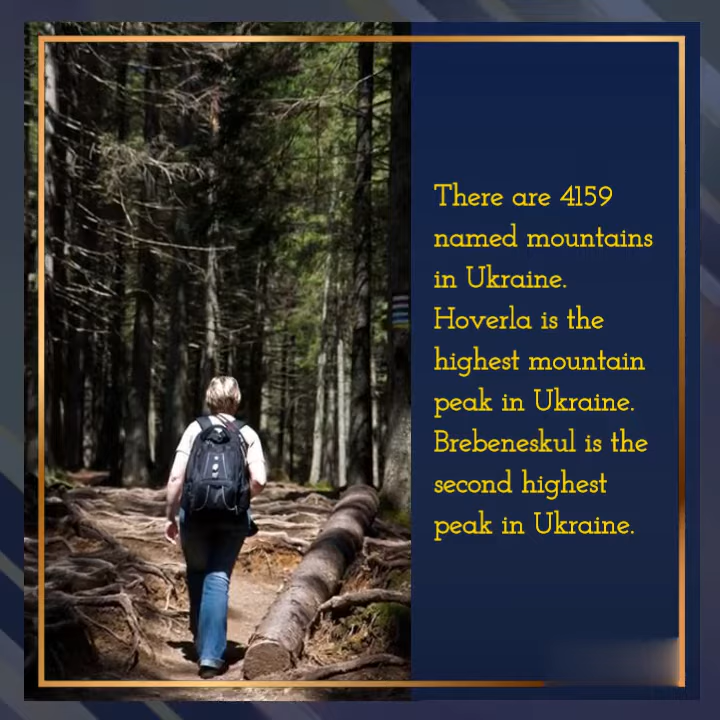 There are 4159
named mountains
in Ukraine.
Hoverla is the
highest mountain
peak in Ukraine.
Brebeneskul is the
second highest
peak in Ukraine.